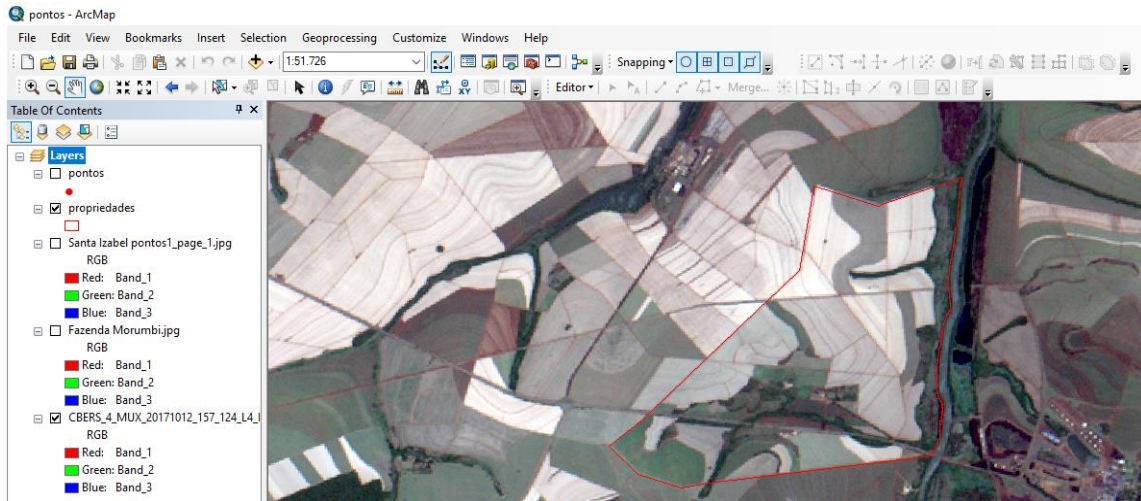 pontos - ArcMap
File Edit View Bookmarks Insert Selection Geoprocessing Customize Windows Help
1:51.726 Snapping
Editor Merge...
Table Of Contents
Layers
pontos
propriedades
Santa Izabel pontos1_page_1.jpg
RGB
Red: Band_1
Green: Band_2
Blue: Band_3
Fazenda Morumbi.jpg
RGB
Red: Band_1
Green: Band_2
Blue: Band_3
CBERS_4_MUX_20171012_157_124_L4_
RGB
Red: Band_1
Green: Band_2
Blue: Band_3